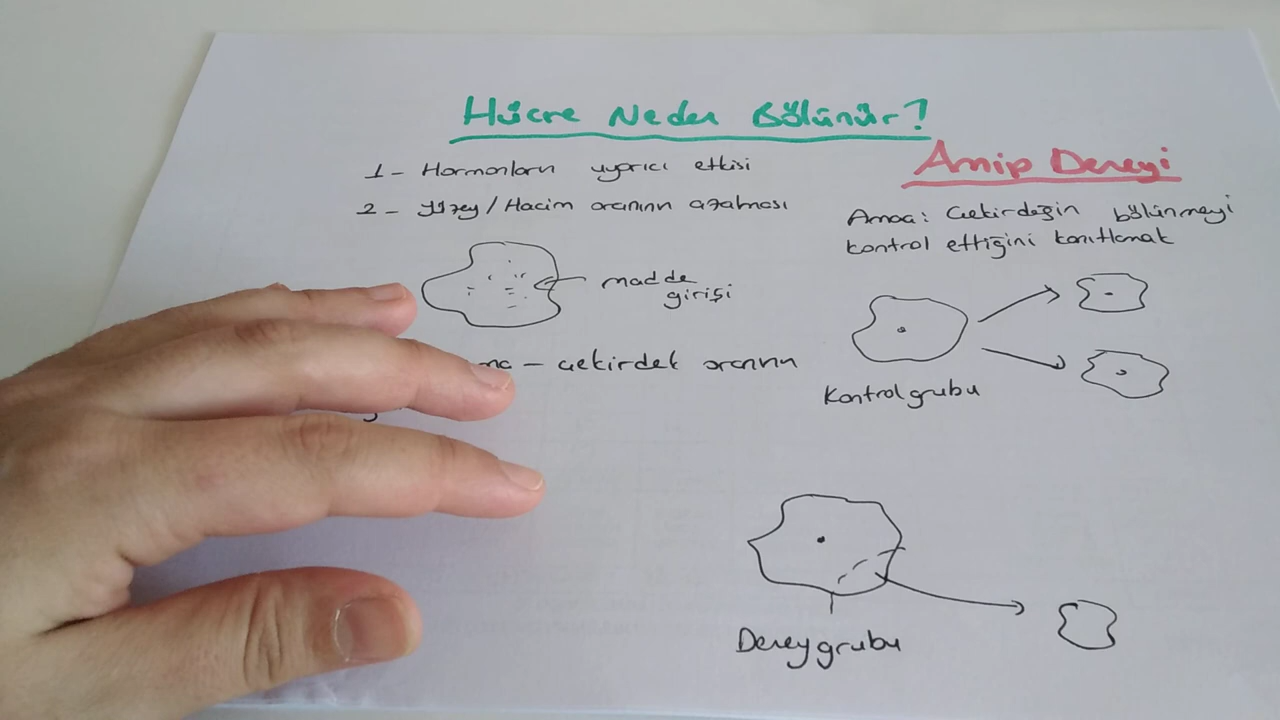 Hücre Neden Bölünür?
1- Hormonların uyarıcı etkisi
2- Yüzey/Hacim oranının azalması
madde
girişi
- çekirdek oranının
Amip Deneyi
Amaç: Çekirdeğin bölünmeyi
kontrol ettiğini kanıtlamak
Kontrol grubu
Deney grubu